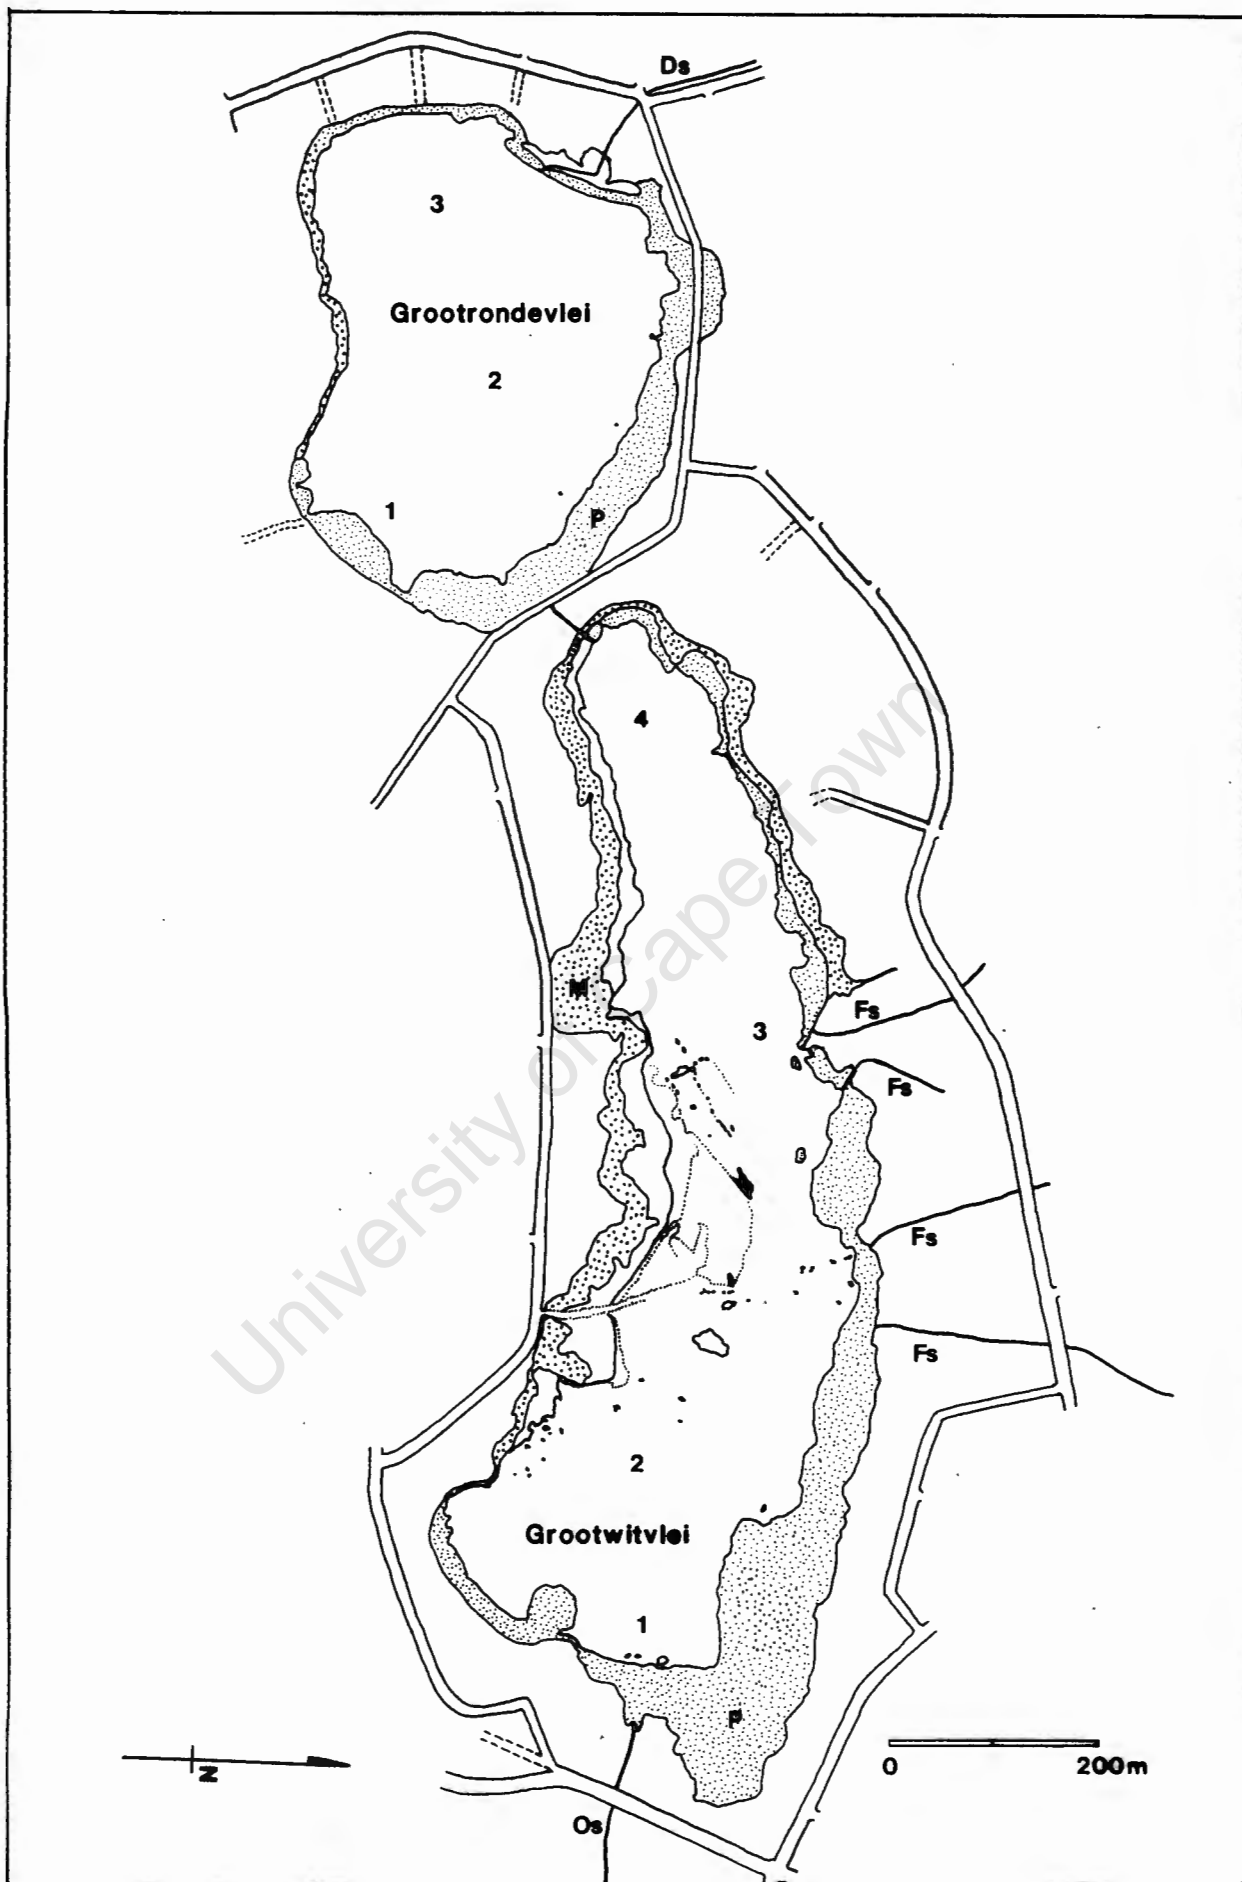 Ds
3
Grootrondevlei
2
1
P
4
M
3
Fs
Fs
Fs
Fs
2
Grootwitvlei
1
P
N
0 200m
Os
University of Cape Town